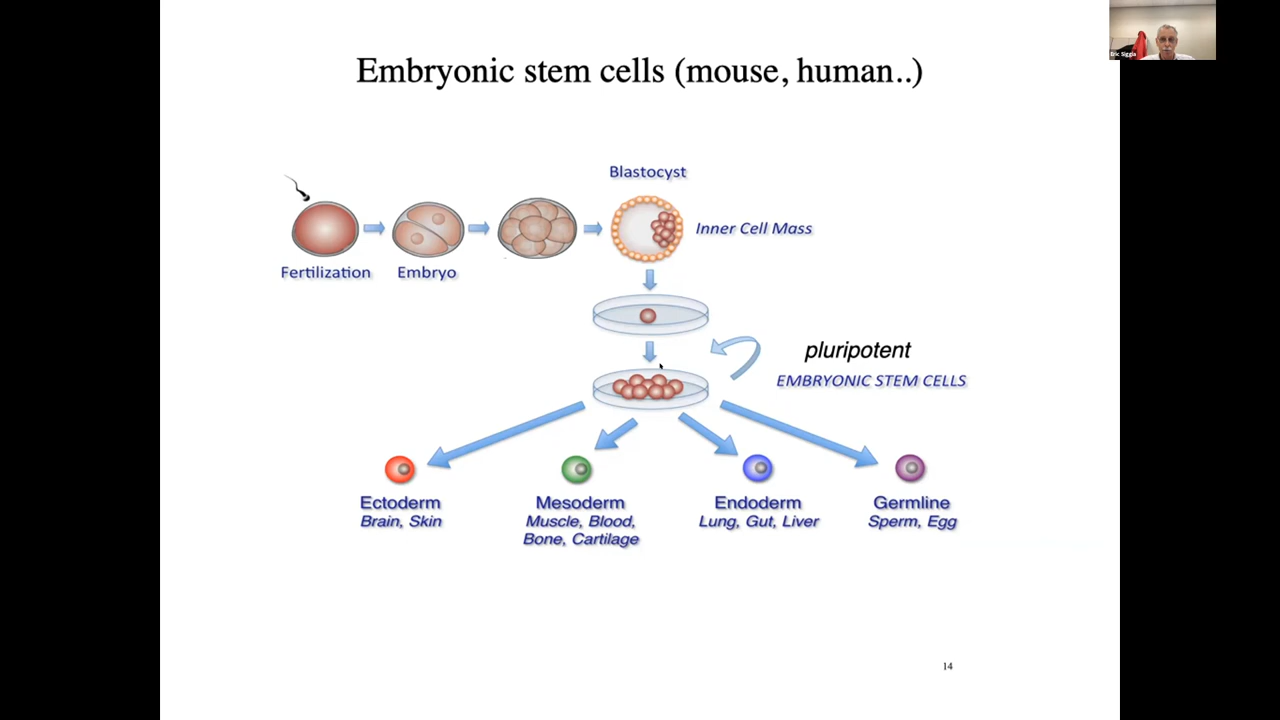 Eric Siggia
Embryonic stem cells (mouse, human..)
Blastocyst
Inner Cell Mass
Fertilization
Embryo
pluripotent
EMBRYONIC STEM CELLS
Ectoderm
Brain, Skin
Mesoderm
Muscle, Blood,
Bone, Cartilage
Endoderm
Lung, Gut, Liver
Germline
Sperm, Egg
14